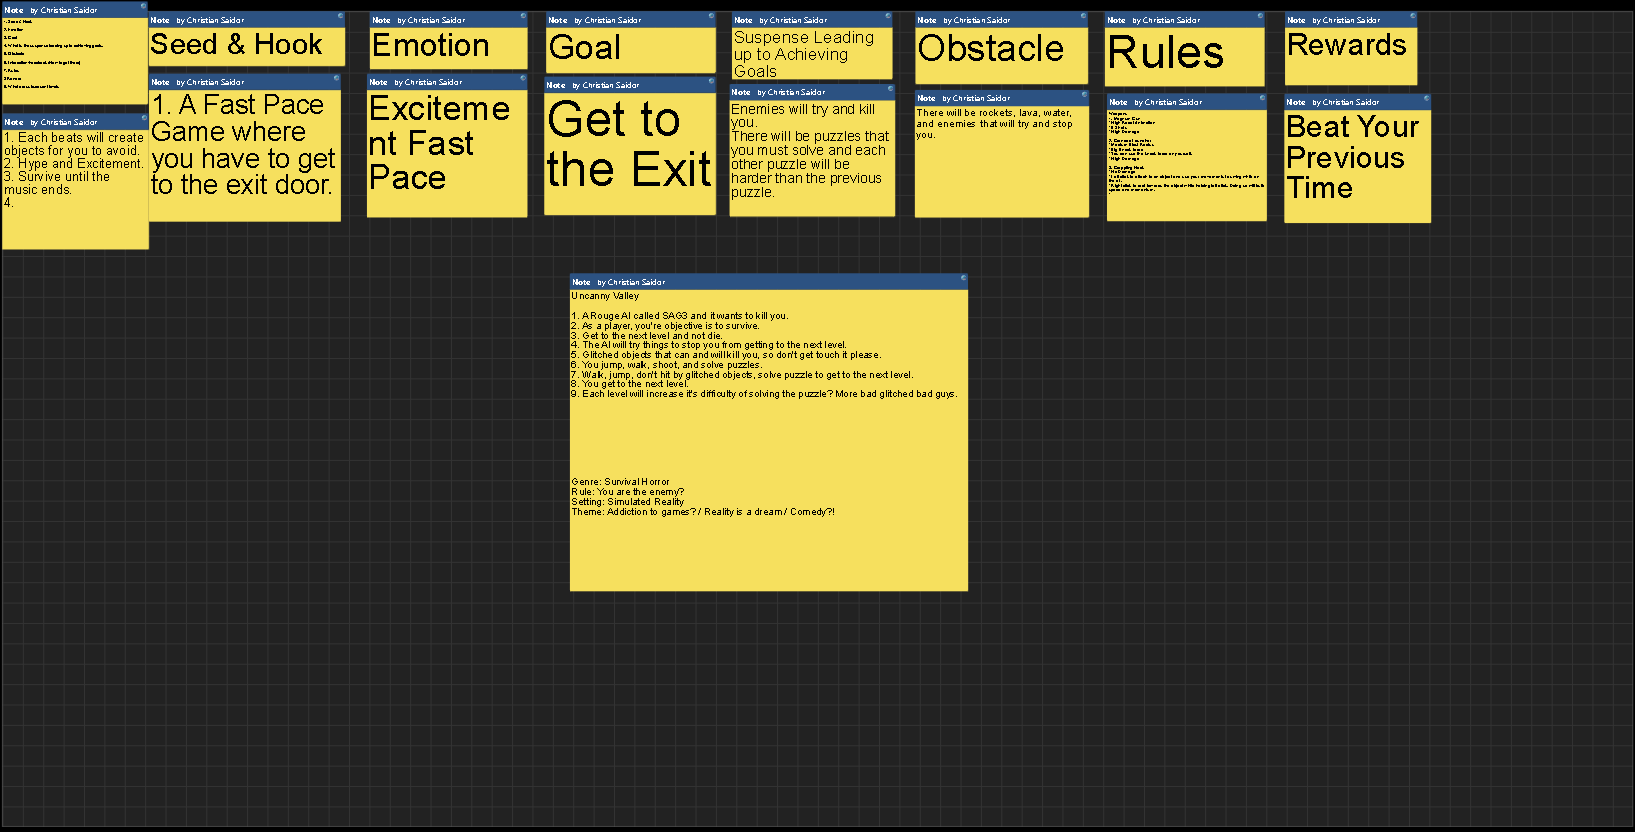 Note by Christian Saidor
1. Seed & Hook
2. Emotion
3. Goal
5. Obstacle
7. Rules
Note by Christian Saidor
1. Each beats will create
objects for you to avoid.
2. Hype and Excitement.
3. Survive until the
music ends.
4.
Note by Christian Saidor
Seed & Hook
Note by Christian Saidor
1. A Fast Pace
Game where
you have to get
to the exit door.
Note by Christian Saidor
Emotion
Note by Christian Saidor
Exciteme
nt Fast
Pace
Note by Christian Saidor
Goal
Note by Christian Saidor
Get to
the Exit
Note by Christian Saidor
Suspense Leading
up to Achieving
Goals
Note by Christian Saidor
Enemies will try and kill
you.
There will be puzzles that
you must solve and each
other puzzle will be
harder than the previous
puzzle.
Note by Christian Saidor
Obstacle
Note by Christian Saidor
There will be rockets, lava, water,
and enemies that will try and stop
you.
Note by Christian Saidor
Rules
Note by Christian Saidor
Note by Christian Saidor
Rewards
Note by Christian Saidor
Beat Your
Previous
Time
Note by Christian Saidor
Uncanny Valley
1. A Rouge AI called SAG3 and it wants to kill you.
2. As a player, you're objective is to survive.
3. Get to the next level and not die.
4. The AI will try things to stop you from getting to the next level.
5. Glitched objects that can and will kill you, so don't get touch it please.
6. You jump, walk, shoot, and solve puzzles.
7. Walk, jump, don't hit by glitched objects, solve puzzle to get to the next level.
8. You get to the next level.
9. Each level will increase it's difficulty of solving the puzzle? More bad glitched bad guys.
Genre: Survival Horror
Rule: You are the enemy?
Setting: Simulated Reality
Theme: Addiction to games? / Reality is a dream / Comedy?!